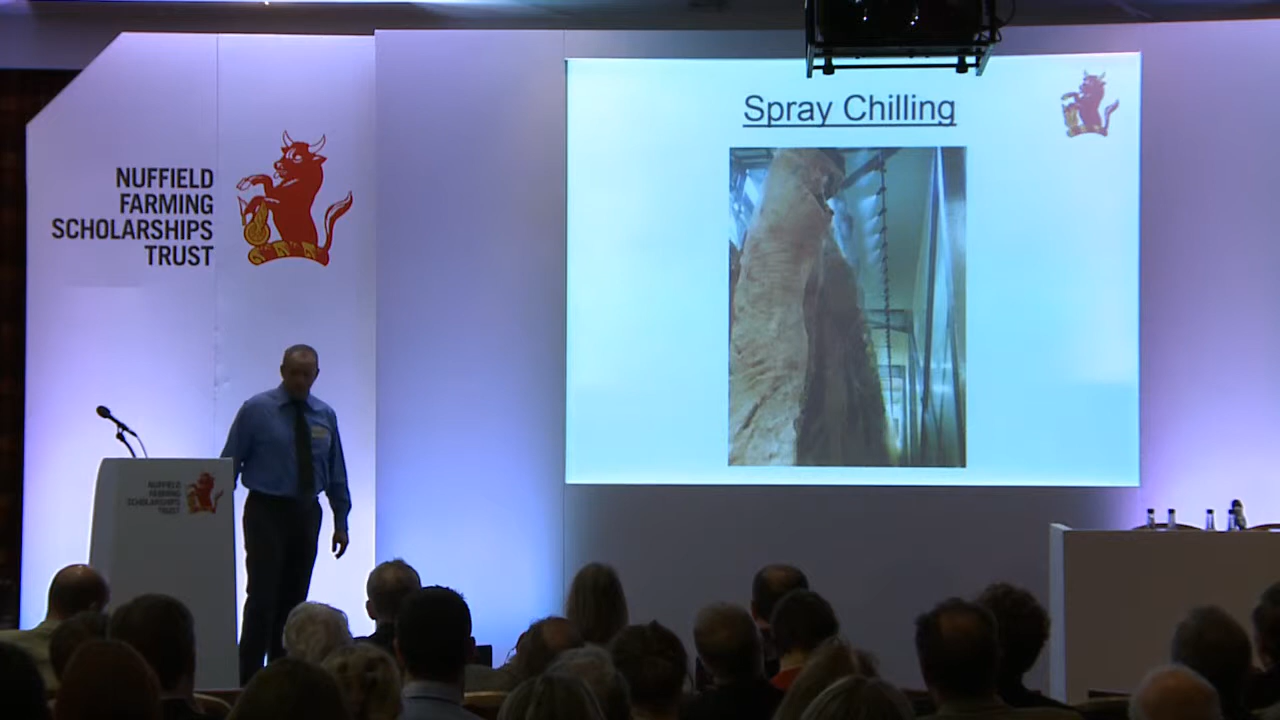 NUFFIELD
FARMING
SCHOLARSHIPS
TRUST
Spray Chilling
NUFFIELD
FARMING
SCHOLARSHIPS
TRUST